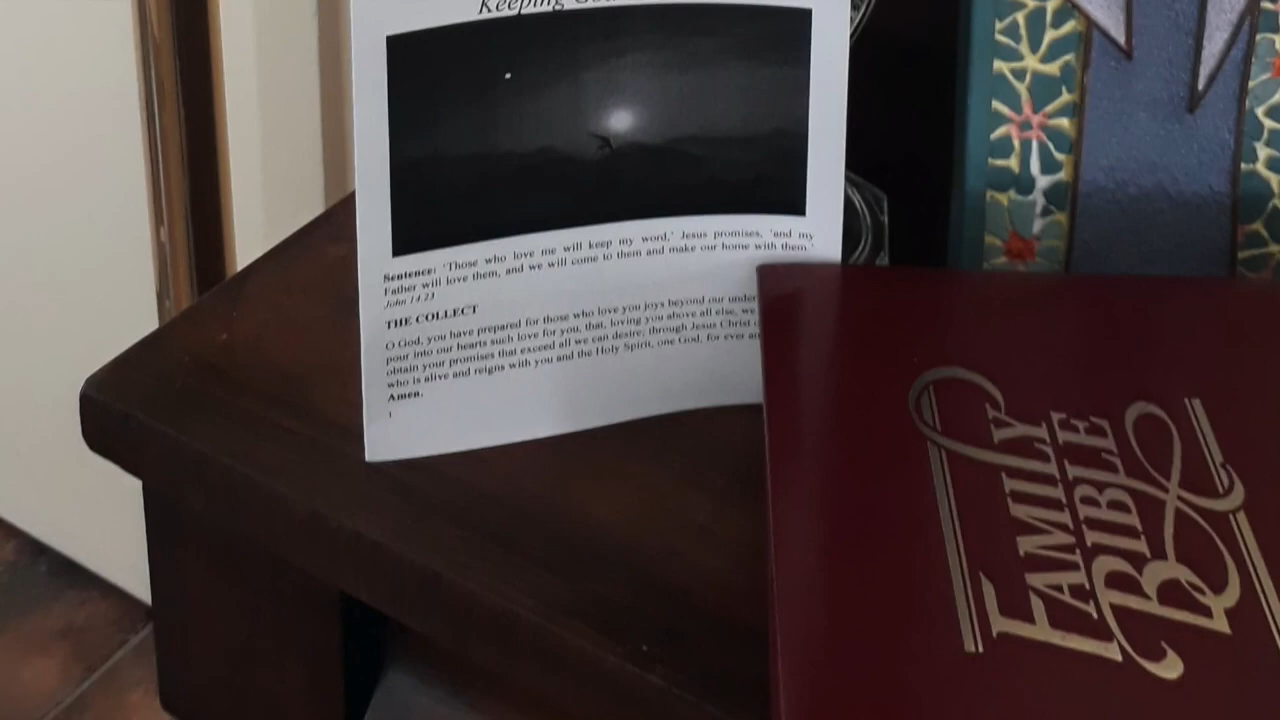 Keeping God
Sentence: 'Those who love me will keep my word,' Jesus promises, 'and my
Father will love them, and we will come to them and make our home with them.'
John 14.23
THE COLLECT
O God, you have prepared for those who love you joys beyond our under
pour into our hearts such love for you, that, loving you above all else, we
obtain your promises that exceed all we can desire; through Jesus Christ
who is alive and reigns with you and the Holy Spirit, one God, for ever
Amen.
1
FAMILY
BIBLE